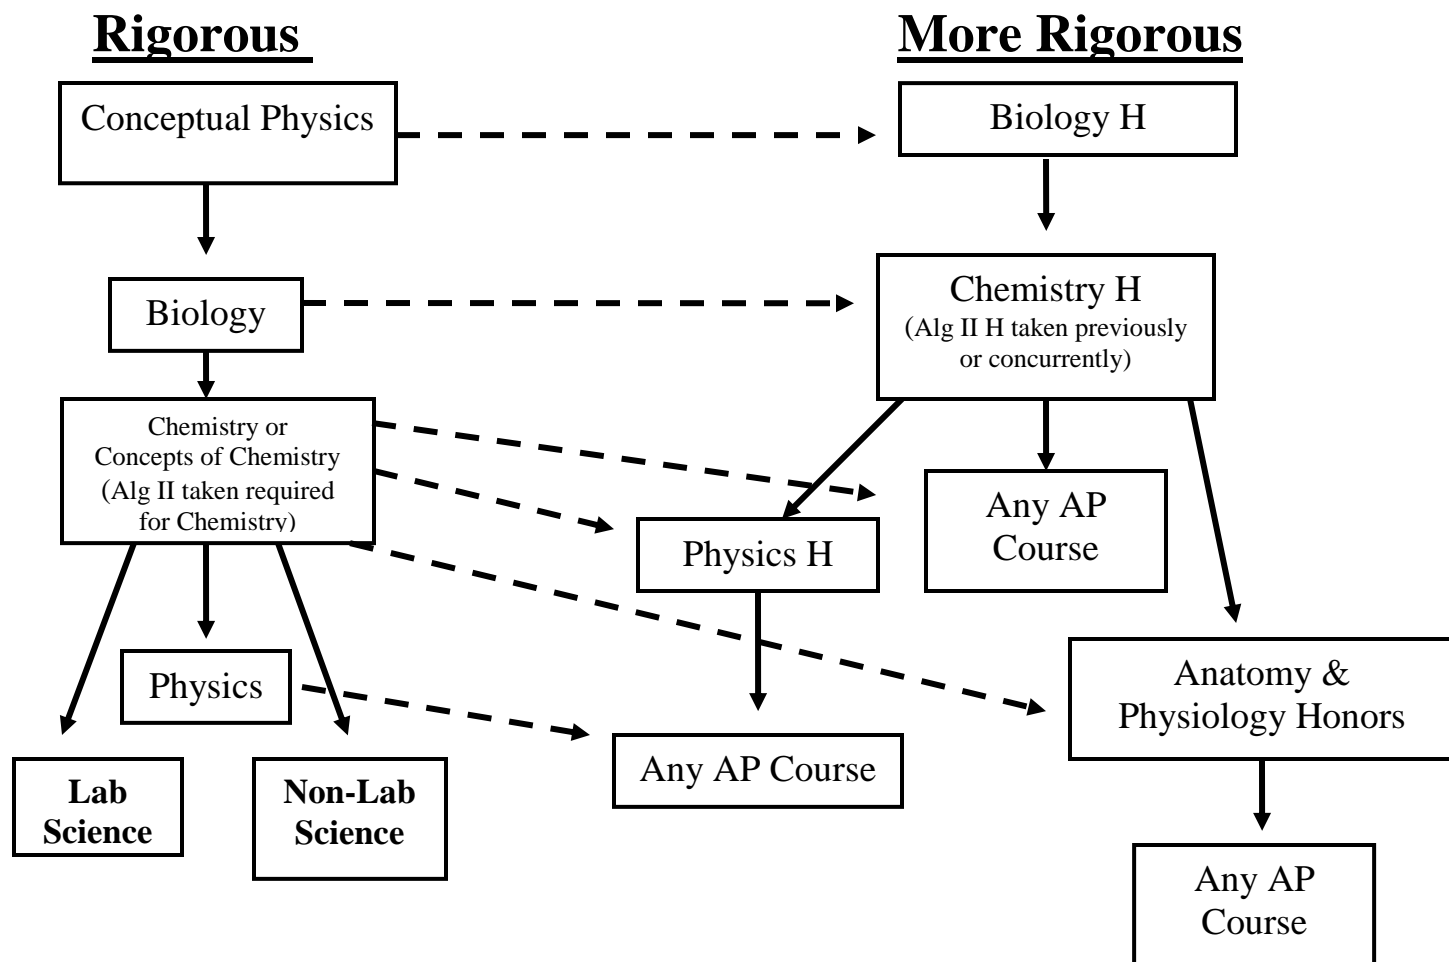 Rigorous
More Rigorous
Conceptual Physics
Biology H
Biology
Chemistry H
(Alg II H taken previously
or concurrently)
Chemistry or
Concepts of Chemistry
(Alg II taken required
for Chemistry)
Any AP
Course
Physics H
Physics
Anatomy &
Physiology Honors
Any AP Course
Lab
Science
Non-Lab
Science
Any AP
Course